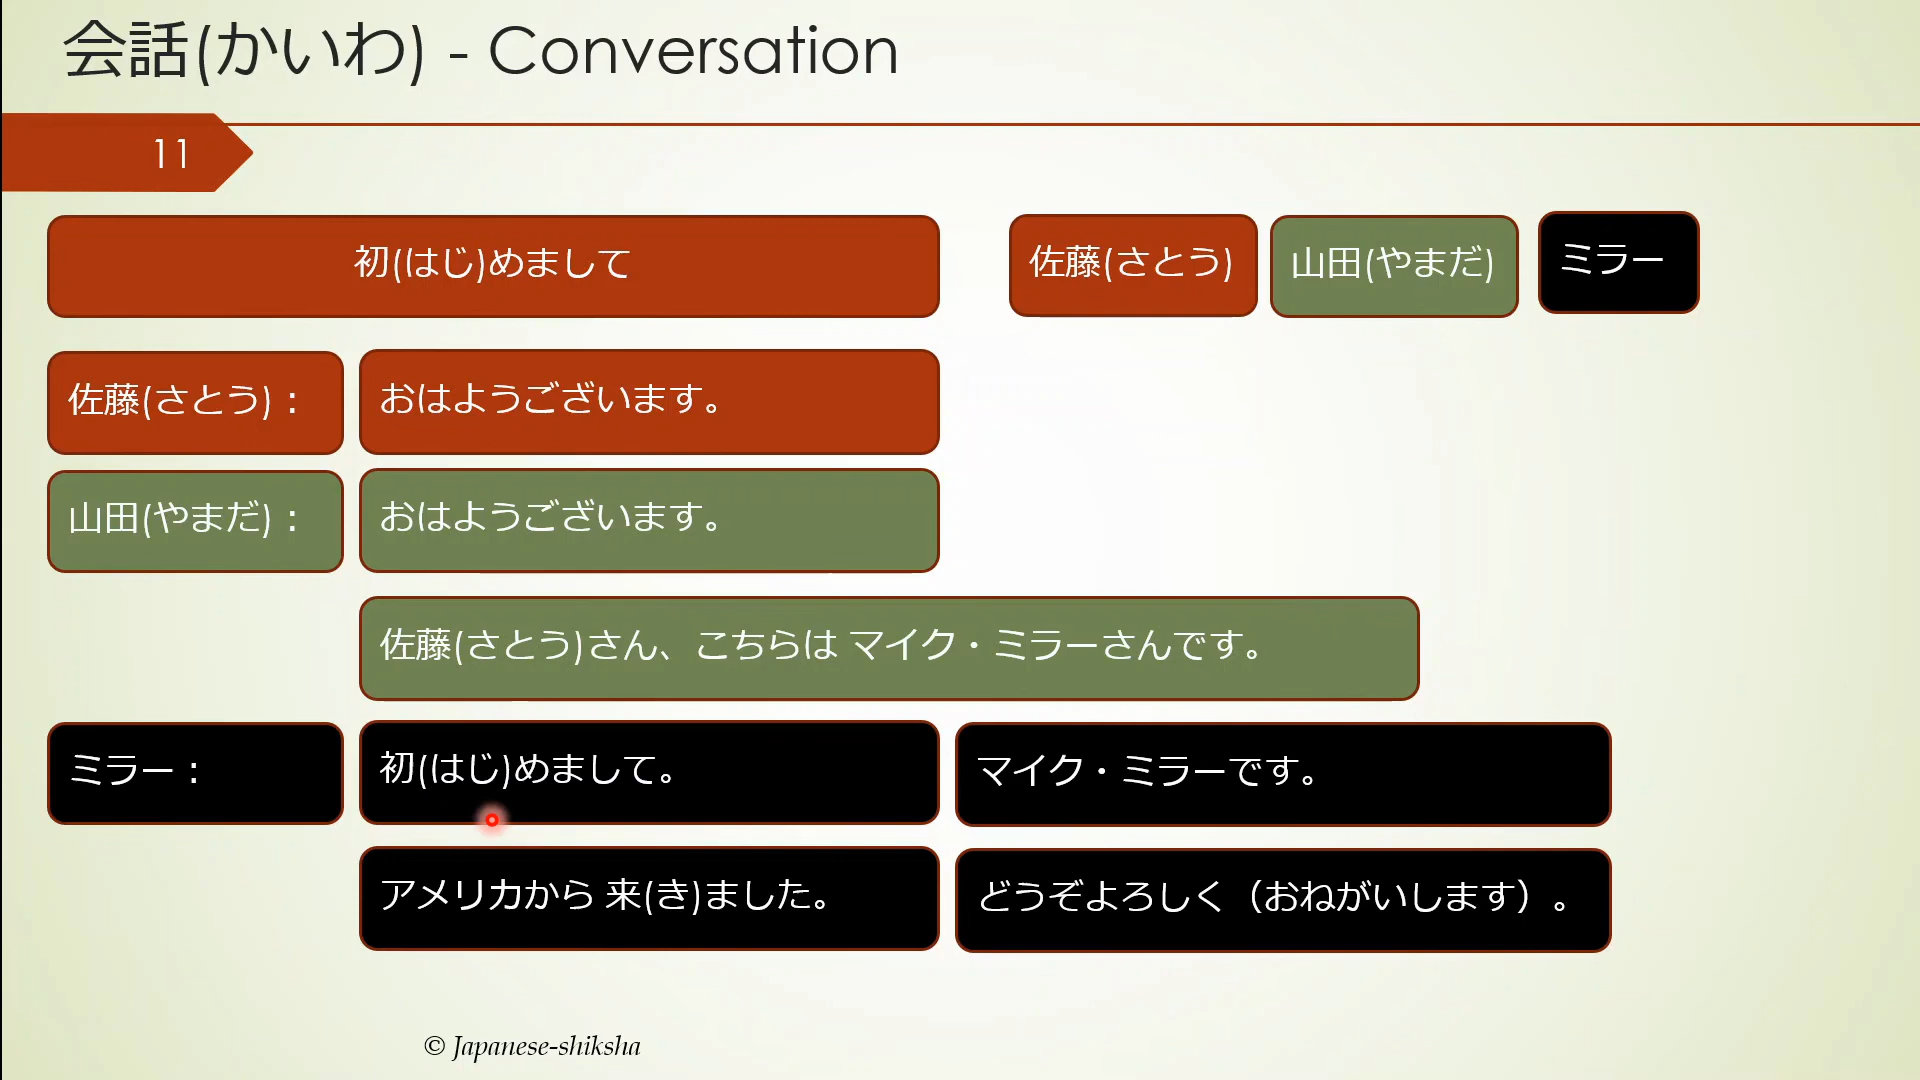 会話(かいわ) - Conversation
11
初(はじ)めまして
佐藤(さとう)
山田(やまだ)
ミラー
佐藤(さとう)：
おはようございます。
山田(やまだ)：
おはようございます。
佐藤(さとう)さん、こちらは マイク・ミラーさんです。
ミラー：
初(はじ)めまして。
マイク・ミラーです。
アメリカから 来(き)ました。
どうぞよろしく（おねがいします）。
© Japanese-shiksha